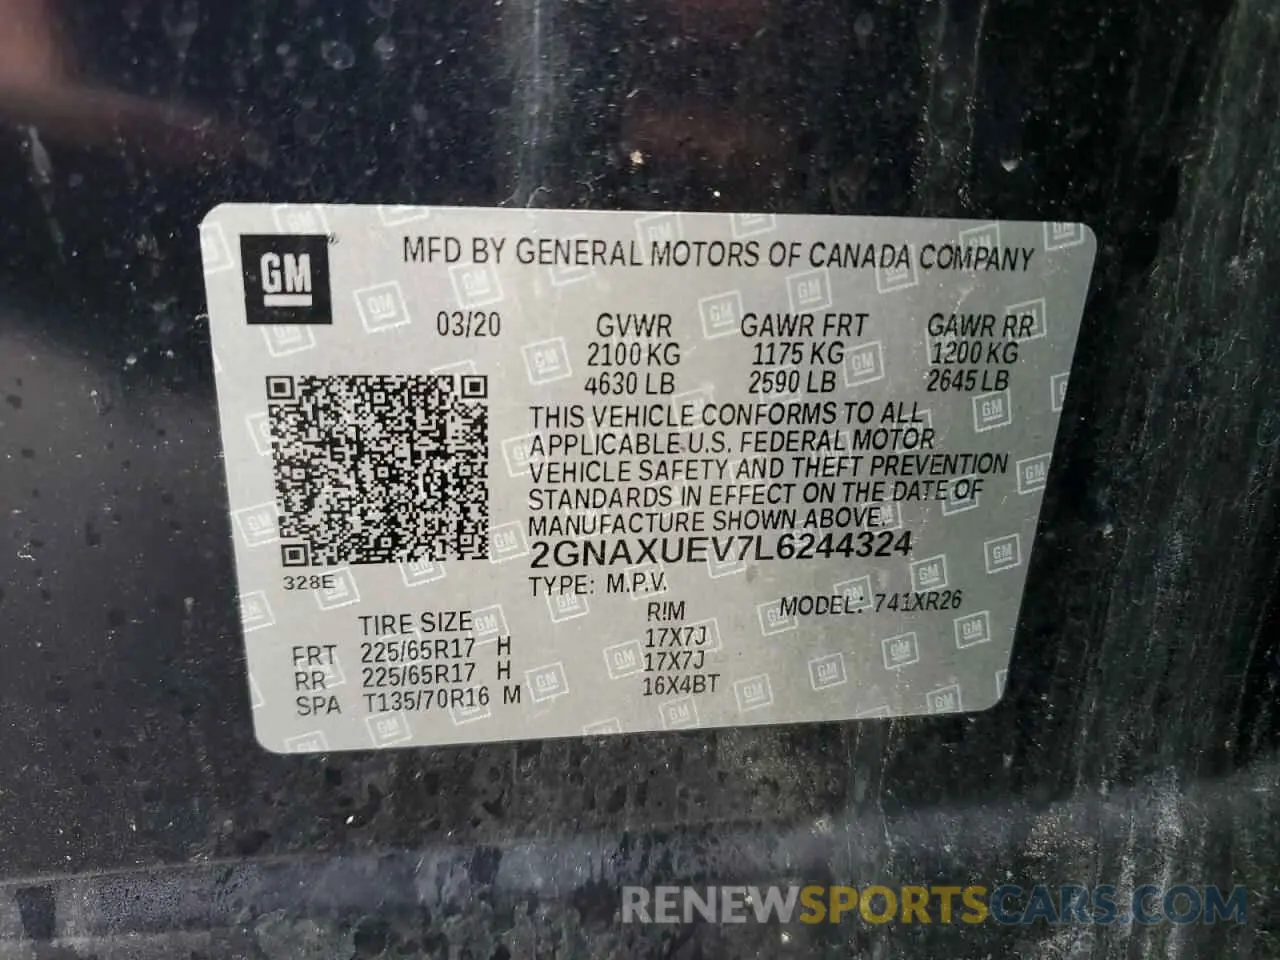 GM
MFD BY GENERAL MOTORS OF CANADA COMPANY
03/20 GVWR GAWR FRT GAWR RR
2100 KG 1175 KG 1200 KG
4630 LB 2590 LB 2645 LB
THIS VEHICLE CONFORMS TO ALL
APPLICABLE U.S. FEDERAL MOTOR
VEHICLE SAFETY AND THEFT PREVENTION
STANDARDS IN EFFECT ON THE DATE OF
MANUFACTURE SHOWN ABOVE.
2GNAXUEV7L6244324
328E
TYPE: M.P.V.
MODEL: 741XR26
TIRE SIZE RIM
FRT 225/65R17 H 17X7J
RR 225/65R17 H 17X7J
SPA T135/70R16 M 16X4BT
RENEWSPORTSCARS.COM